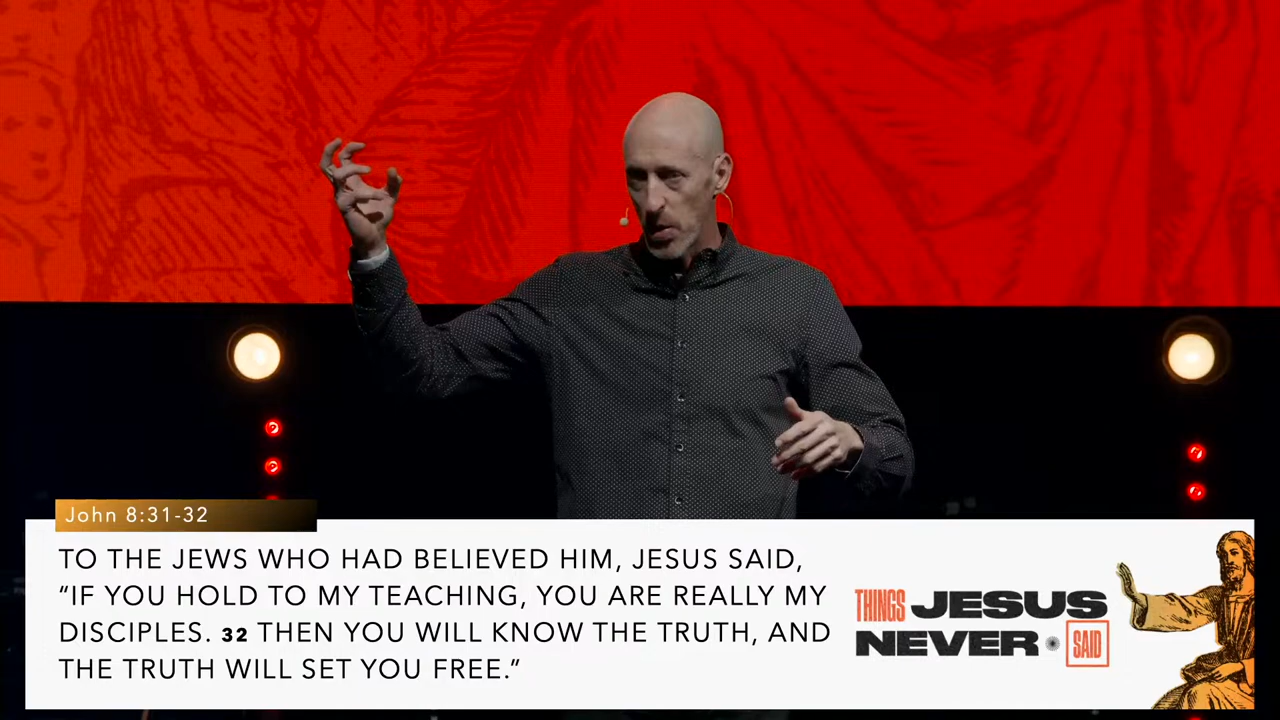 John 8:31-32
TO THE JEWS WHO HAD BELIEVED HIM, JESUS SAID,
“IF YOU HOLD TO MY TEACHING, YOU ARE REALLY MY
DISCIPLES. 32 THEN YOU WILL KNOW THE TRUTH, AND
THE TRUTH WILL SET YOU FREE.”
THINGS JESUS
NEVER SAID